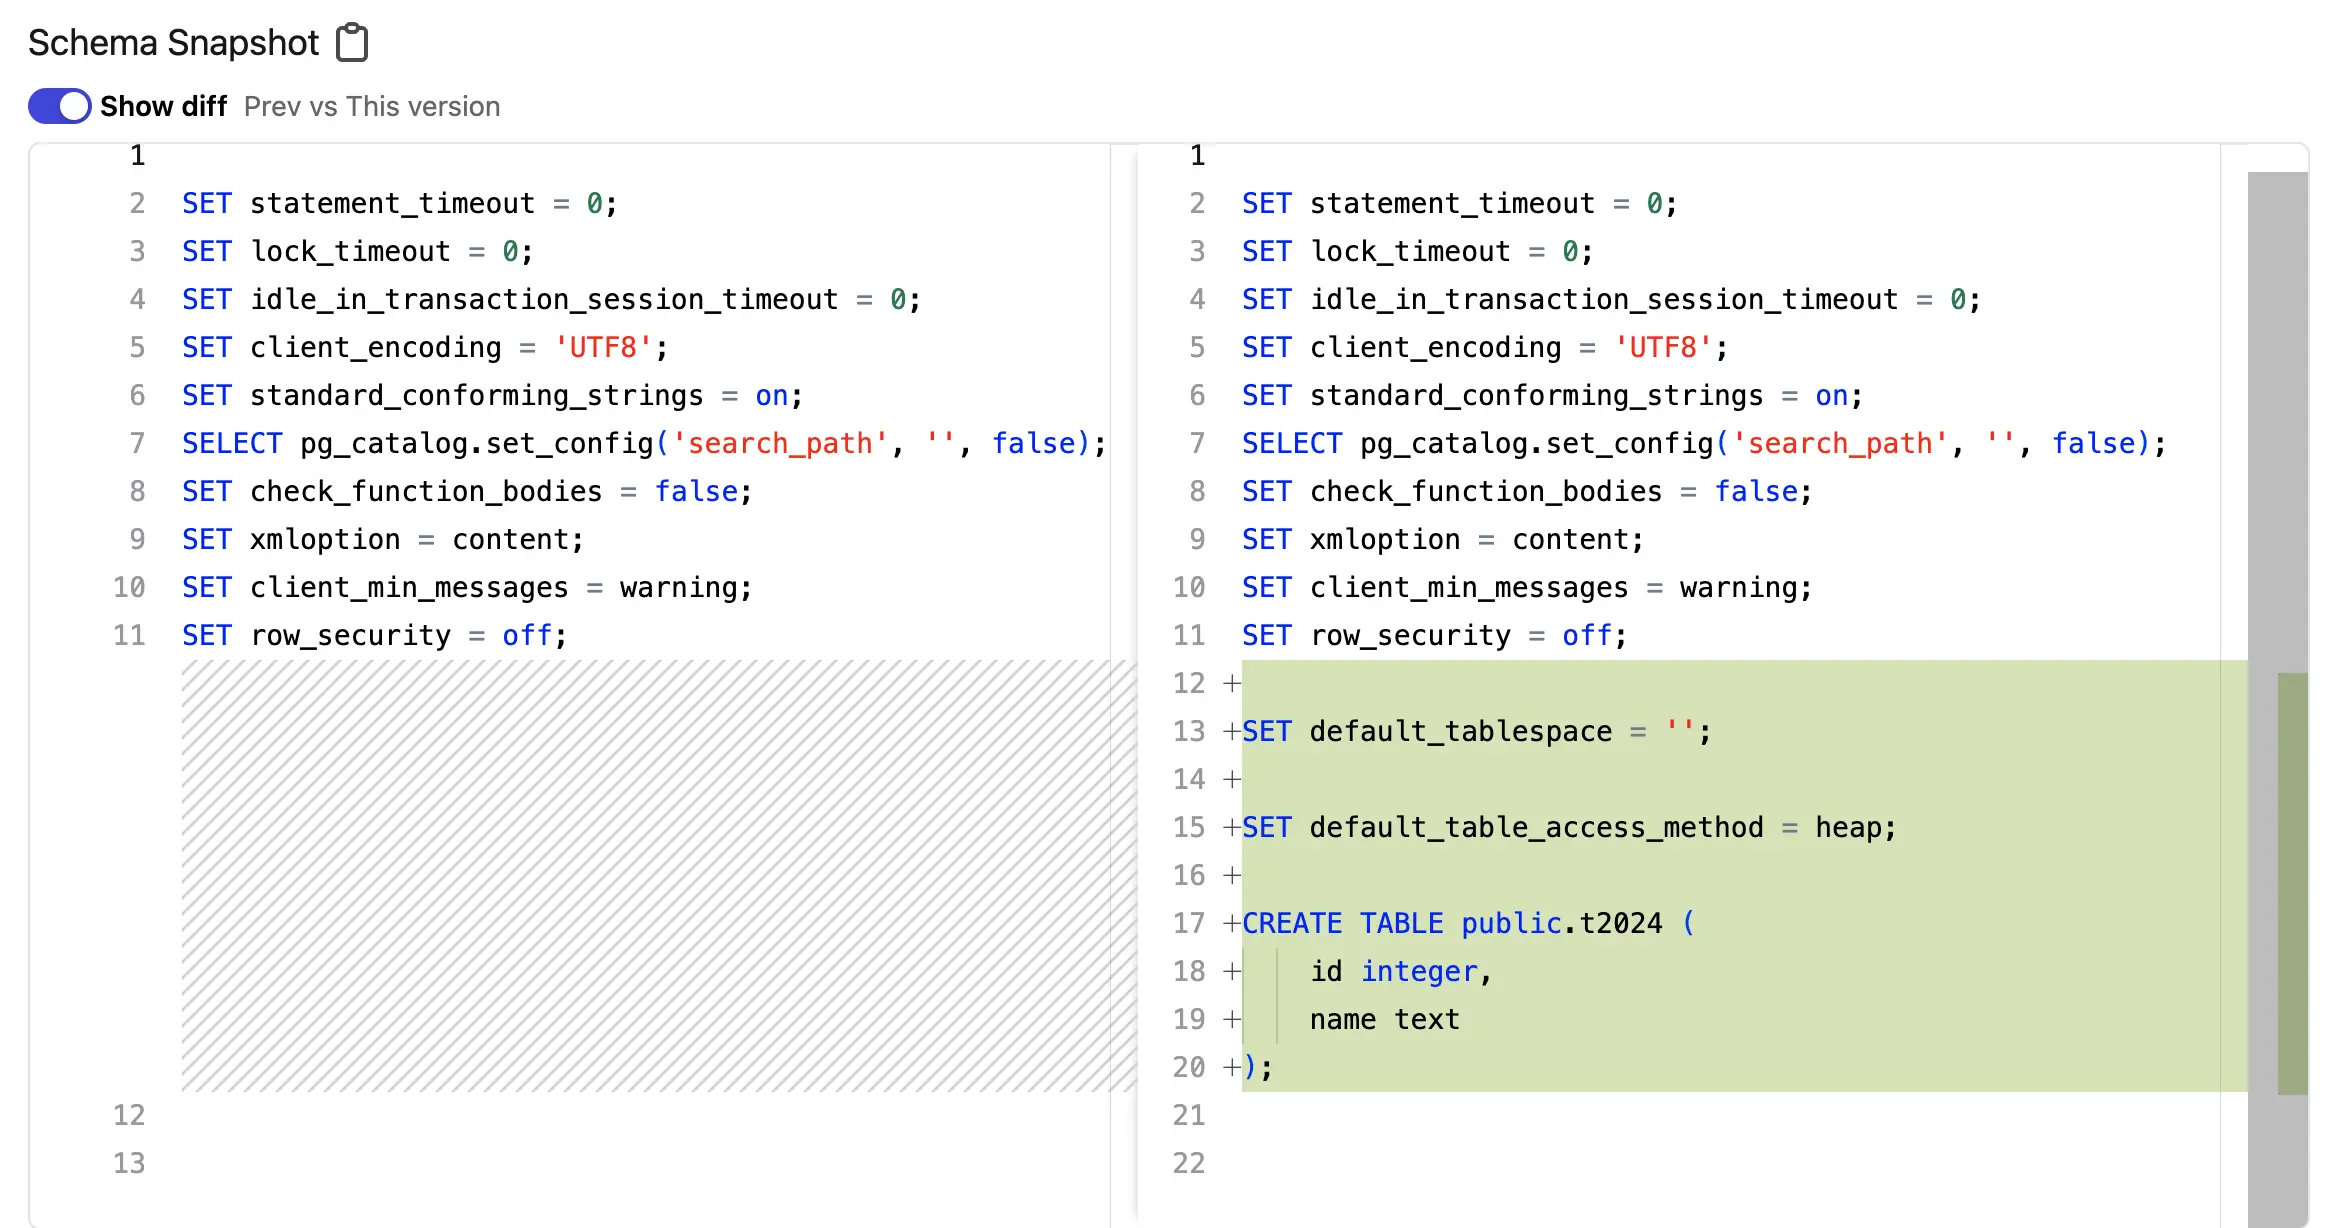 Schema Snapshot
Show diff Prev vs This version
1
2 SET statement_timeout = 0;
3 SET lock_timeout = 0;
4 SET idle_in_transaction_session_timeout = 0;
5 SET client_encoding = 'UTF8';
6 SET standard_conforming_strings = on;
7 SELECT pg_catalog.set_config('search_path', '', false);
8 SET check_function_bodies = false;
9 SET xmloption = content;
10 SET client_min_messages = warning;
11 SET row_security = off;
12
13
1
2 SET statement_timeout = 0;
3 SET lock_timeout = 0;
4 SET idle_in_transaction_session_timeout = 0;
5 SET client_encoding = 'UTF8';
6 SET standard_conforming_strings = on;
7 SELECT pg_catalog.set_config('search_path', '', false);
8 SET check_function_bodies = false;
9 SET xmloption = content;
10 SET client_min_messages = warning;
11 SET row_security = off;
12 +
13 +SET default_tablespace = '';
14 +
15 +SET default_table_access_method = heap;
16 +
17 +CREATE TABLE public.t2024 (
18 +    id integer,
19 +    name text
20 +);
21
22